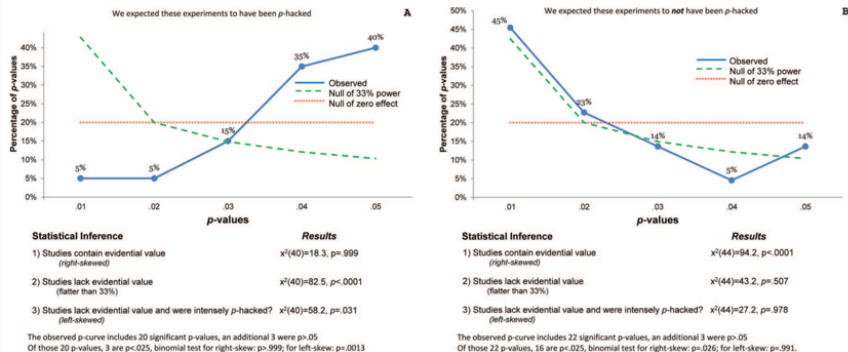 We expected these experiments to have been p-hacked
A
Percentage of p-values
40%
35%
30%
25%
20%
15%
10%
5%
0%
5%
5%
15%
35%
40%
Observed
Null of 33% power
Null of zero effect
.01 .02 .03 .04 .05
p-values
Statistical Inference Results
1) Studies contain evidential value x²(40)=18.3, p=.999
(right-skewed)
2) Studies lack evidential value x²(40)=82.5, p<.0001
(flatter than 33%)
3) Studies lack evidential value and were intensely p-hacked? x²(40)=58.2, p=.031
(left-skewed)
The observed p-curve includes 20 significant p-values, an additional 3 were p>.05
Of those 20 p-values, 3 are p<.025, binomial test for right-skew: p>.999; for left-skew: p=.0013
We expected these experiments to not have been p-hacked
B
Percentage of p-values
50%
45%
40%
35%
30%
25%
20%
15%
10%
5%
0%
45%
23%
14%
5%
14%
Observed
Null of 33% power
Null of zero effect
.01 .02 .03 .04 .05
p-values
Statistical Inference Results
1) Studies contain evidential value x²(44)=94.2, p<.0001
(right-skewed)
2) Studies lack evidential value x²(44)=43.2, p=.507
(flatter than 33%)
3) Studies lack evidential value and were intensely p-hacked? x²(44)=27.2, p=.978
(left-skewed)
The observed p-curve includes 22 significant p-values, an additional 3 were p>.05
Of those 22 p-values, 16 are p<.025, binomial test for right-skew: p=.026; for left-skew: p=.991.